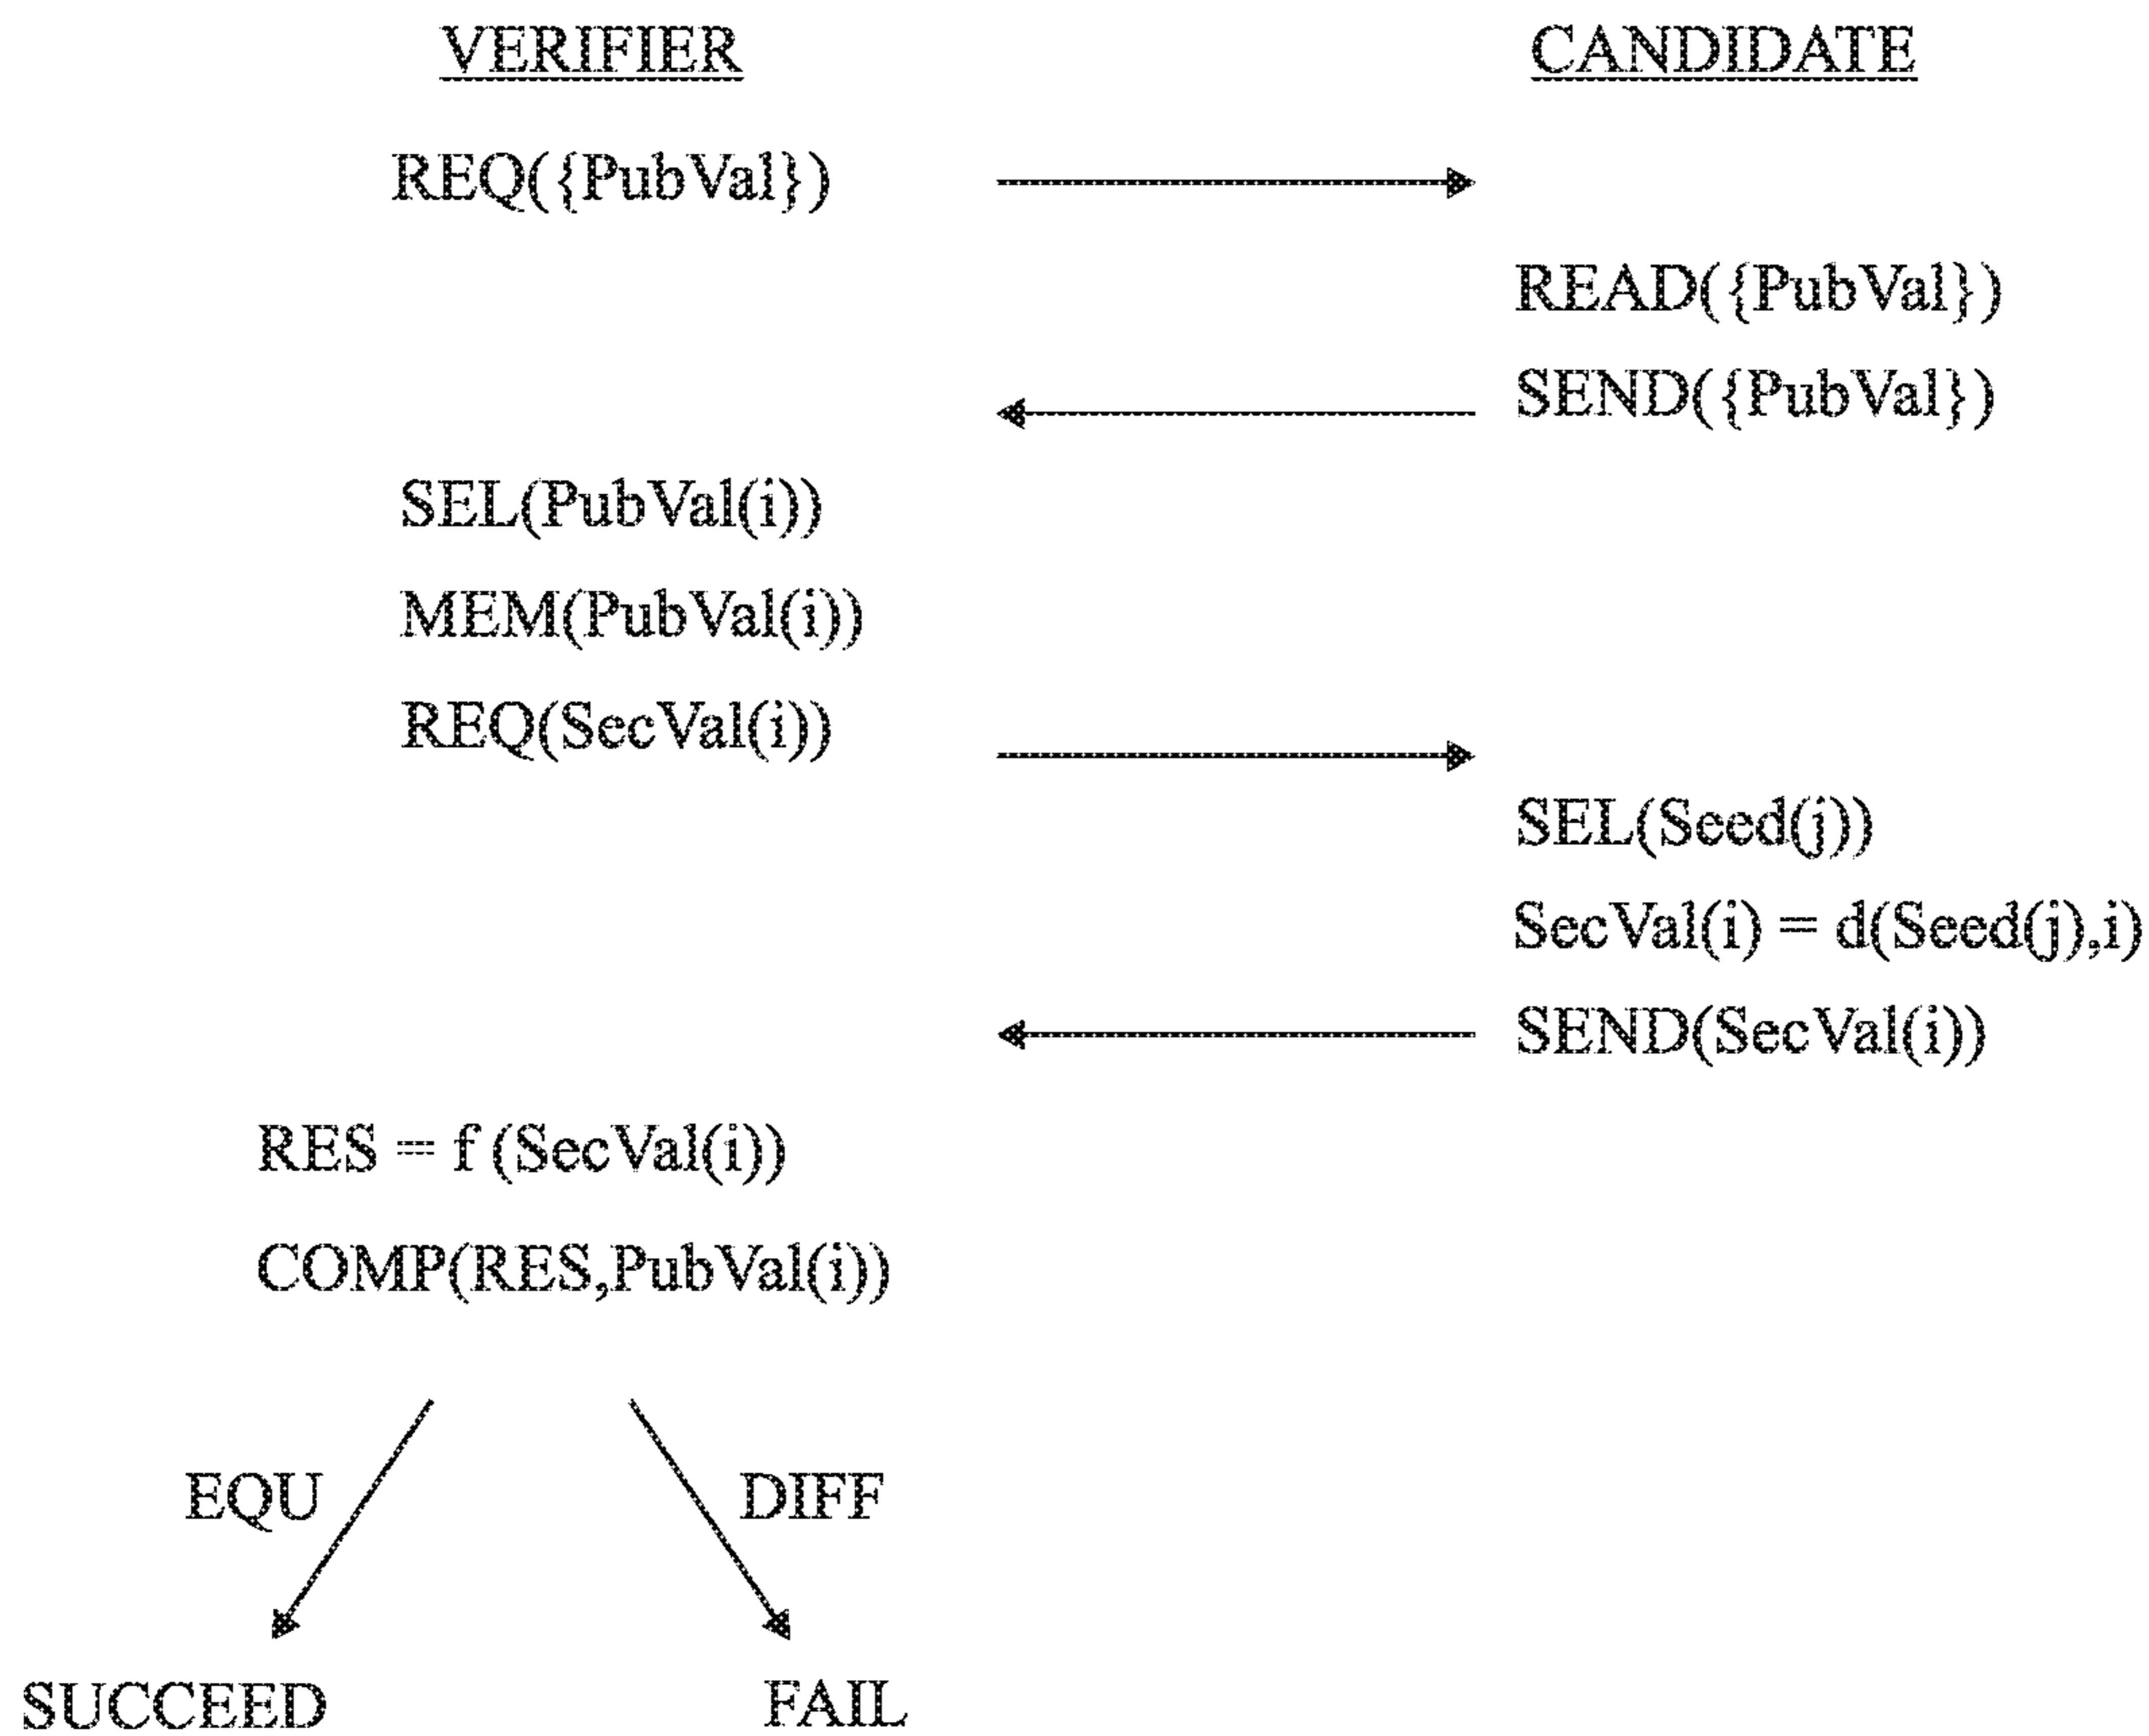 VERIFIER CANDIDATE
REQ({PubVal})
READ({PubVal})
SEND({PubVal})
SEL(PubVal(i))
MEM(PubVal(i))
REQ(SecVal(i))
SEL(Seed(j))
SecVal(i) = d(Seed(j),i)
SEND(SecVal(i))
RES = f (SecVal(i))
COMP(RES,PubVal(i))
EQU DIFF
SUCCEED FAIL